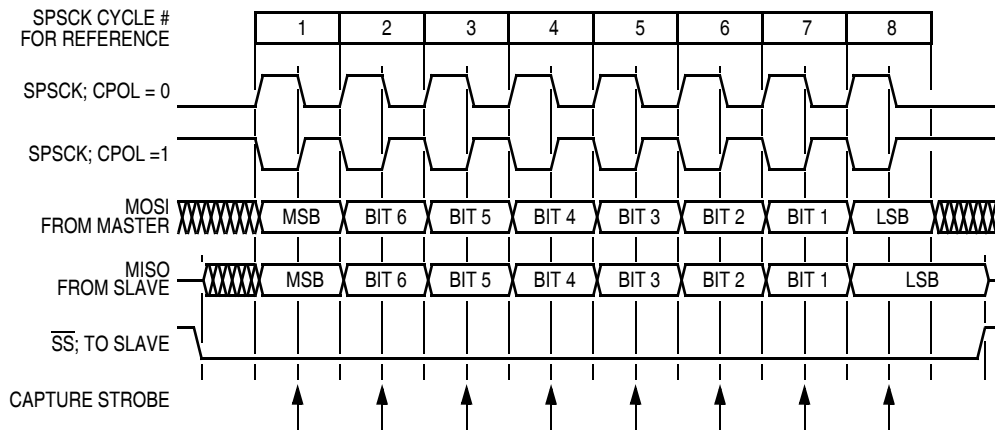 SPSCK CYCLE #
FOR REFERENCE
1 2 3 4 5 6 7 8
SPSCK; CPOL = 0
SPSCK; CPOL =1
MOSI
FROM MASTER
MSB BIT 6 BIT 5 BIT 4 BIT 3 BIT 2 BIT 1 LSB
MISO
FROM SLAVE
MSB BIT 6 BIT 5 BIT 4 BIT 3 BIT 2 BIT 1 LSB
SS; TO SLAVE
CAPTURE STROBE